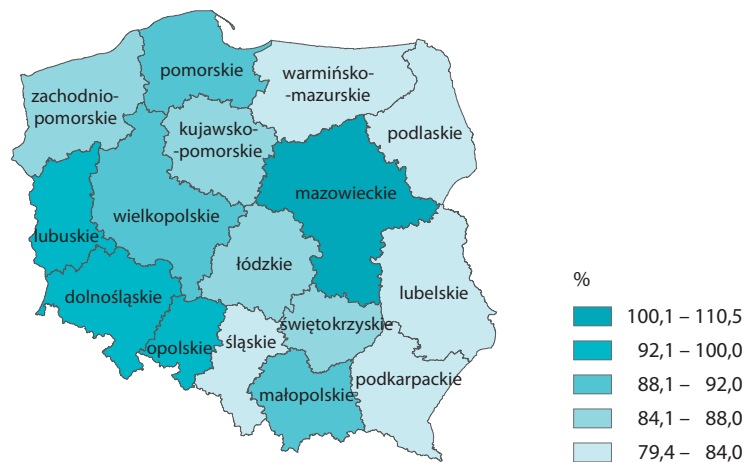 pomorskie
warmińsko-
-mazurskie
zachodnio-
pomorskie
kujawsko-
-pomorskie
podlaskie
mazowieckie
wielkopolskie
lubuskie
łódzkie
dolnośląskie
lubelskie
świętokrzyskie
opolskie
śląskie
podkarpackie
małopolskie
%
100,1 – 110,5
92,1 – 100,0
88,1 – 92,0
84,1 – 88,0
79,4 – 84,0